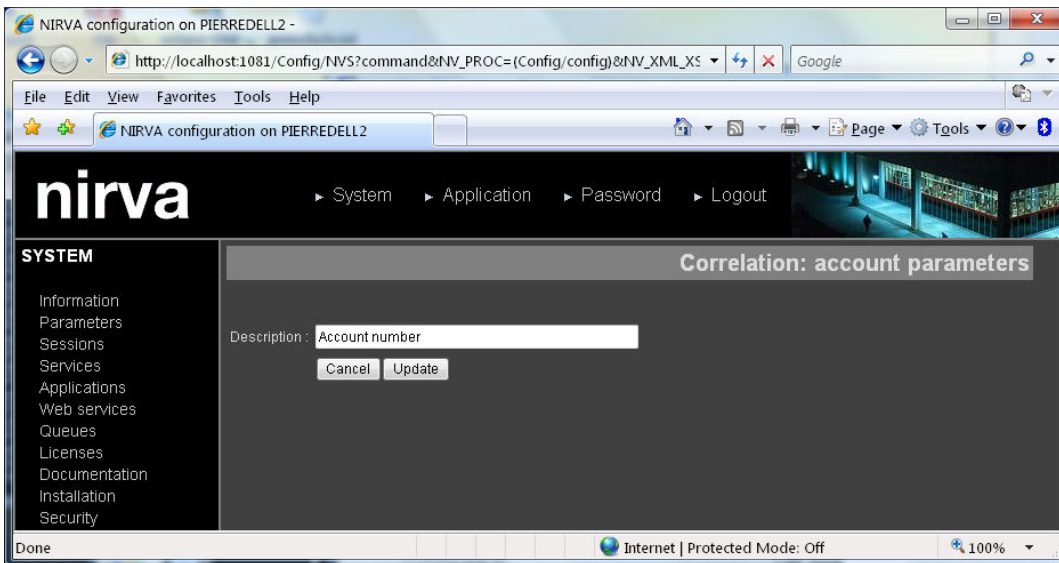 NIRVA configuration on PIERREDELL2 -
http://localhost:1081/Config/NVS?command&NV_PROC=(Config/config)&NV_XML_XS
Google
File Edit View Favorites Tools Help
NIRVA configuration on PIERREDELL2
Page Tools
nirva
System Application Password Logout
SYSTEM
Correlation: account parameters
Information
Parameters
Sessions
Services
Applications
Web services
Queues
Licenses
Documentation
Installation
Security
Description : Account number
Cancel Update
Done
Internet | Protected Mode: Off
100%